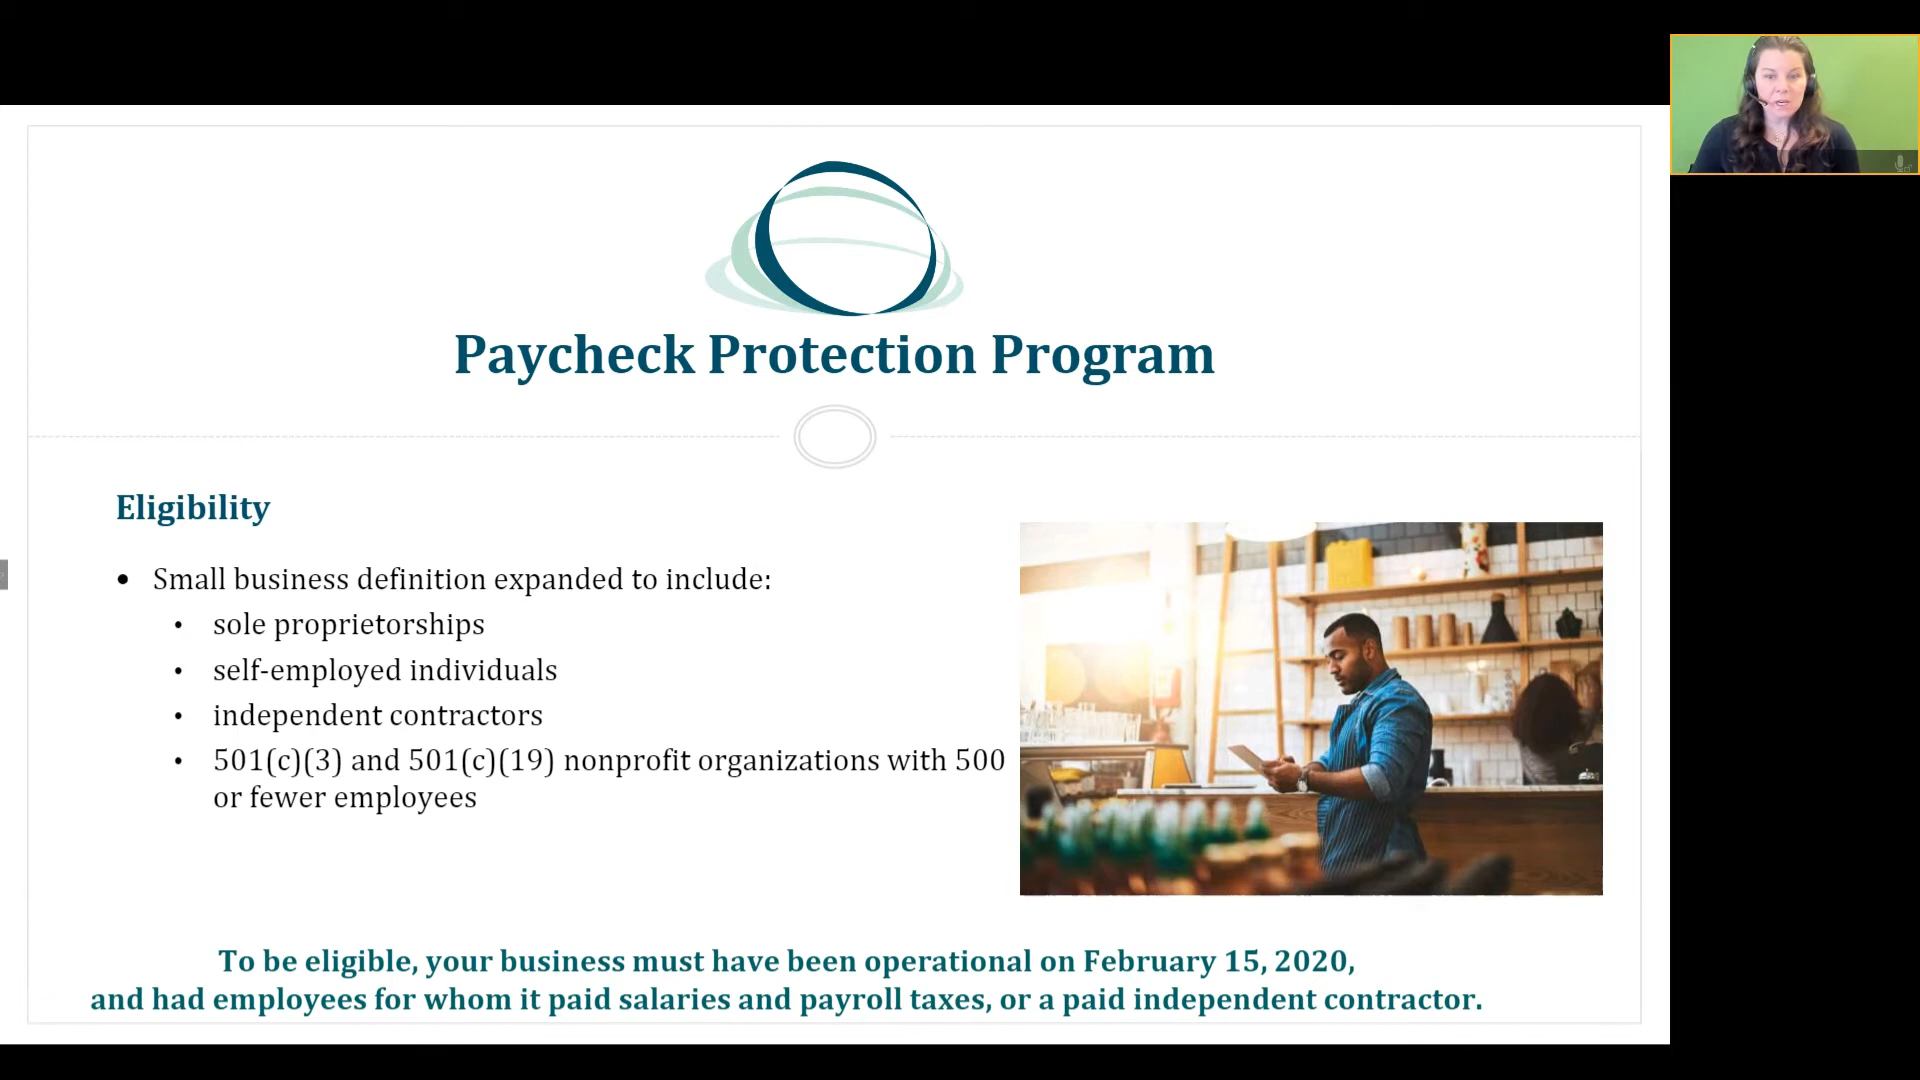 Paycheck Protection Program
Eligibility
• Small business definition expanded to include:
• sole proprietorships
• self-employed individuals
• independent contractors
• 501(c)(3) and 501(c)(19) nonprofit organizations with 500
or fewer employees
To be eligible, your business must have been operational on February 15, 2020,
and had employees for whom it paid salaries and payroll taxes, or a paid independent contractor.